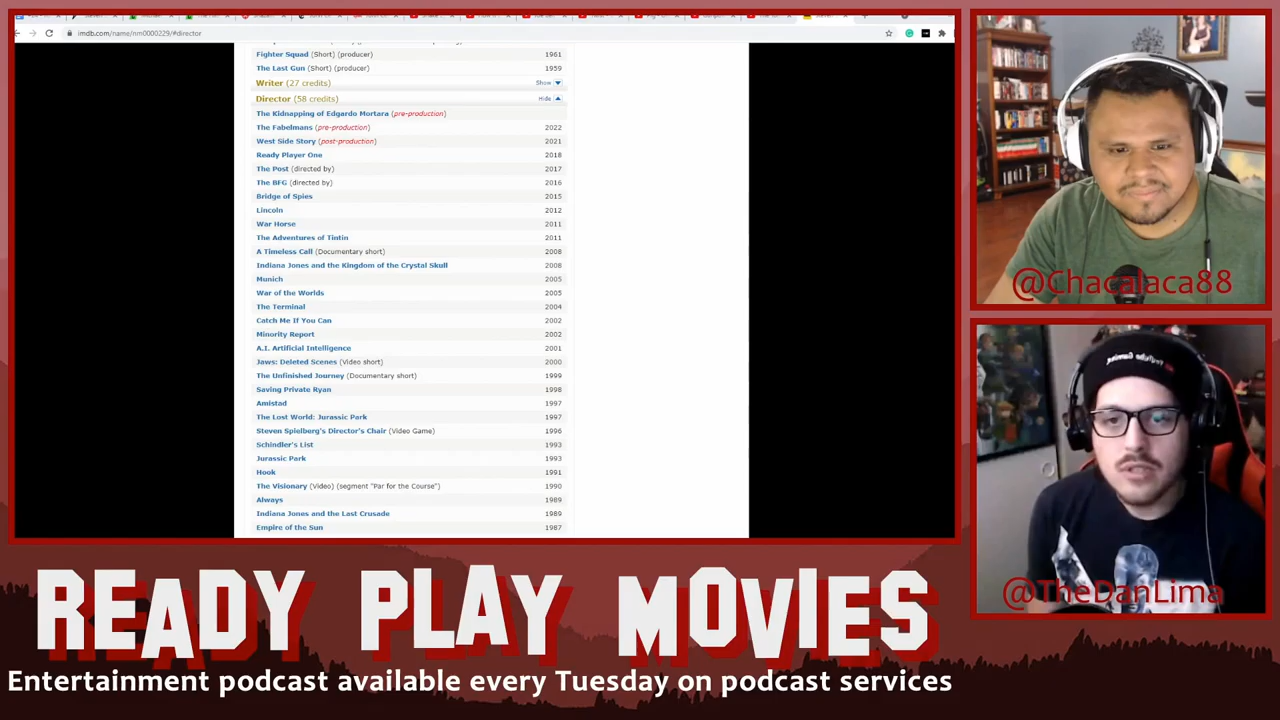 imdb.com/name/nm0000229/#director
Fighter Squad (Short) (producer) 1961
The Last Gun (Short) (producer) 1959
Writer (27 credits) Show
Director (58 credits) Hide
The Kidnapping of Edgardo Mortara (pre-production)
The Fabelmans (pre-production) 2022
West Side Story (post-production) 2021
Ready Player One 2018
The Post (directed by) 2017
The BFG (directed by) 2016
Bridge of Spies 2015
Lincoln 2012
War Horse 2011
The Adventures of Tintin 2011
A Timeless Call (Documentary short) 2008
Indiana Jones and the Kingdom of the Crystal Skull 2008
Munich 2005
War of the Worlds 2005
The Terminal 2004
Catch Me If You Can 2002
Minority Report 2002
A.I. Artificial Intelligence 2001
Jaws: Deleted Scenes (Video short) 2000
The Unfinished Journey (Documentary short) 1999
Saving Private Ryan 1998
Amistad 1997
The Lost World: Jurassic Park 1997
Steven Spielberg's Director's Chair (Video Game) 1996
Schindler's List 1993
Jurassic Park 1993
Hook 1991
The Visionary (Video) (segment "Par for the Course") 1990
Always 1989
Indiana Jones and the Last Crusade 1989
Empire of the Sun 1987
@Chacalaca88
YouTube Gaming
@TheDanLima
READY PLAY MOVIES
Entertainment podcast available every Tuesday on podcast services